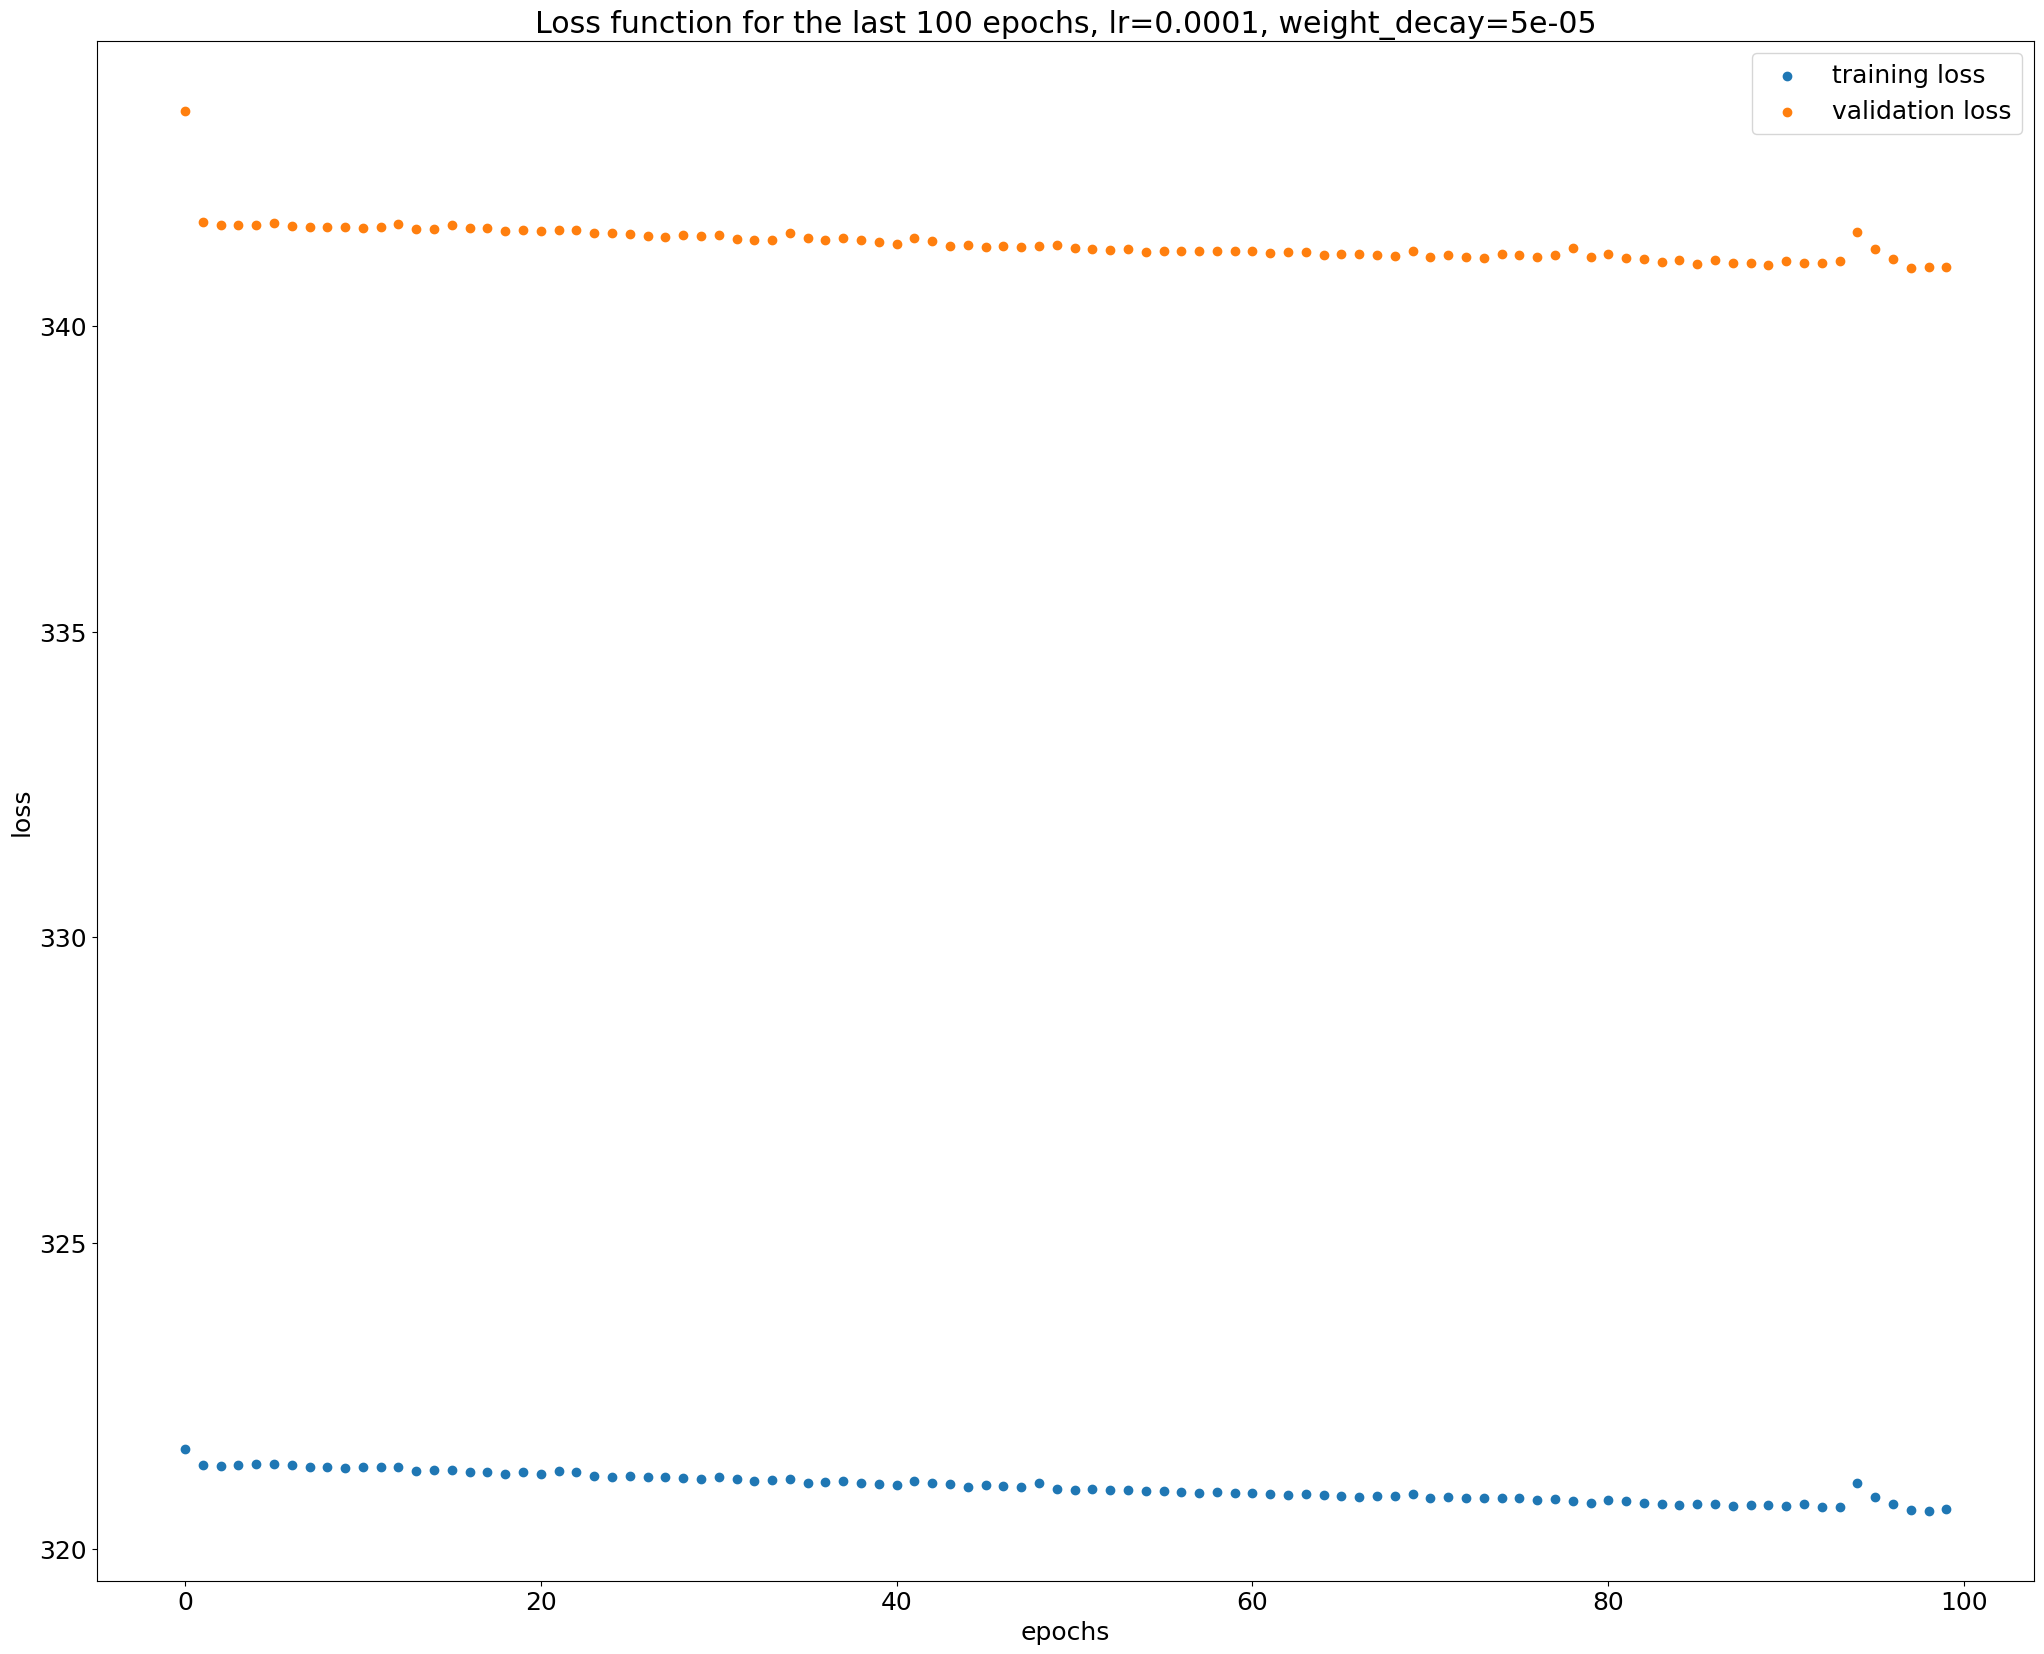 Loss function for the last 100 epochs, lr=0.0001, weight_decay=5e-05
training loss
validation loss
340
335
330
325
320
loss
0 20 40 60 80 100
epochs